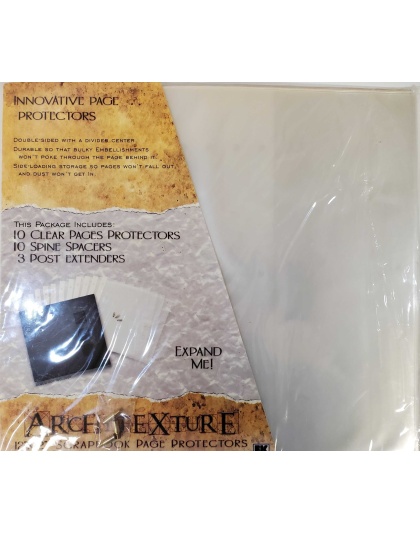 Innovative Page
Protectors
Double-sided with a divided center
Durable so that bulky Embellishments
won't poke through the page behind it.
Side-loading storage so pages won't fall out,
and dust won't get in.
This Package Includes:
10 Clear Pages Protectors
10 Spine Spacers
3 Post Extenders
Expand
Me!
Scrapbook Page Protectors